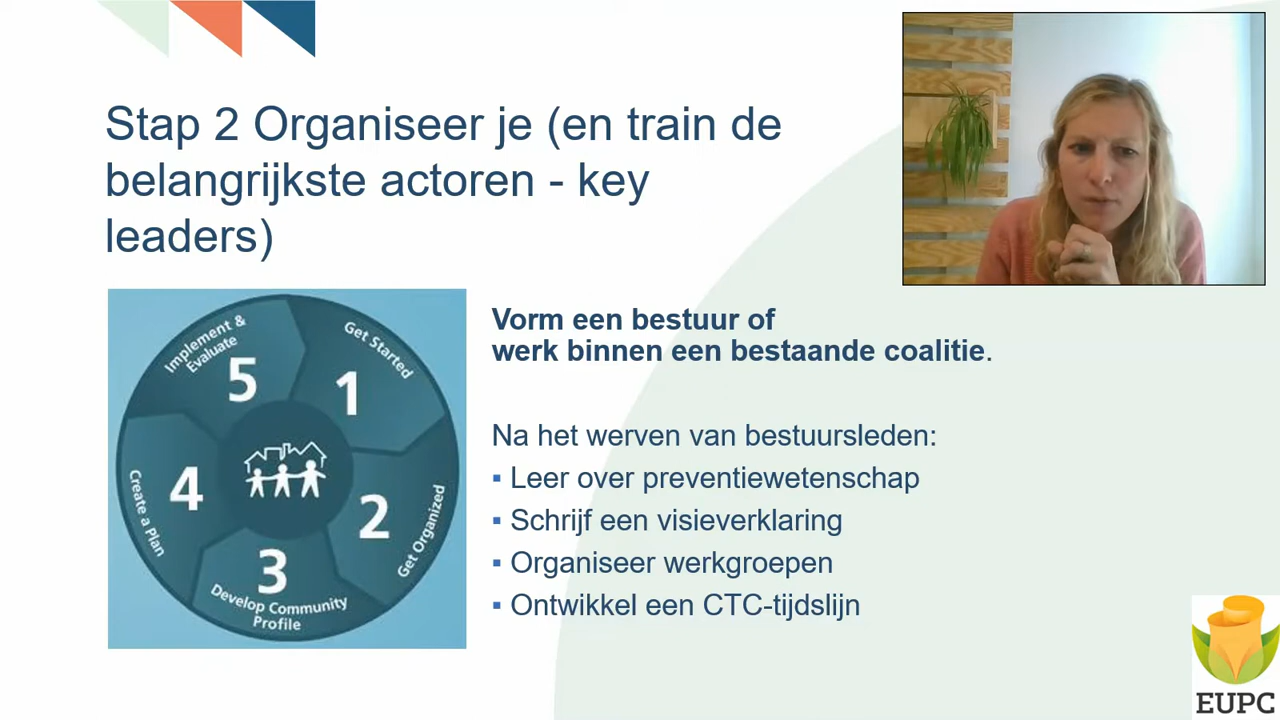 Stap 2 Organiseer je (en train de
belangrijkste actoren - key
leaders)
Implement &
Evaluate
5
Get Started
1
4
Create a Plan
2
Get Organized
3
Develop Community
Profile
Vorm een bestuur of
werk binnen een bestaande coalitie.
Na het werven van bestuursleden:
▪ Leer over preventiewetenschap
▪ Schrijf een visieverklaring
▪ Organiseer werkgroepen
▪ Ontwikkel een CTC-tijdslijn
EUPC